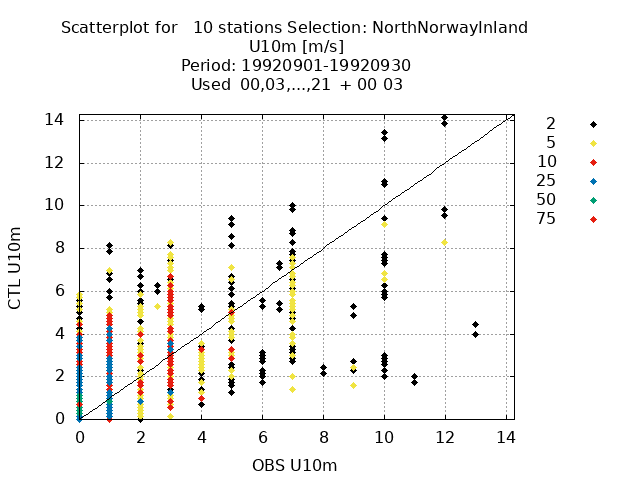 Scatterplot for   10 stations Selection: NorthNorwayInland
U10m [m/s]
Period: 19920901-19920930
Used  00,03,...,21  + 00 03
14
12
10
8
6
4
2
0
CTL U10m
0 2 4 6 8 10 12 14
OBS U10m
2
5
10
25
50
75